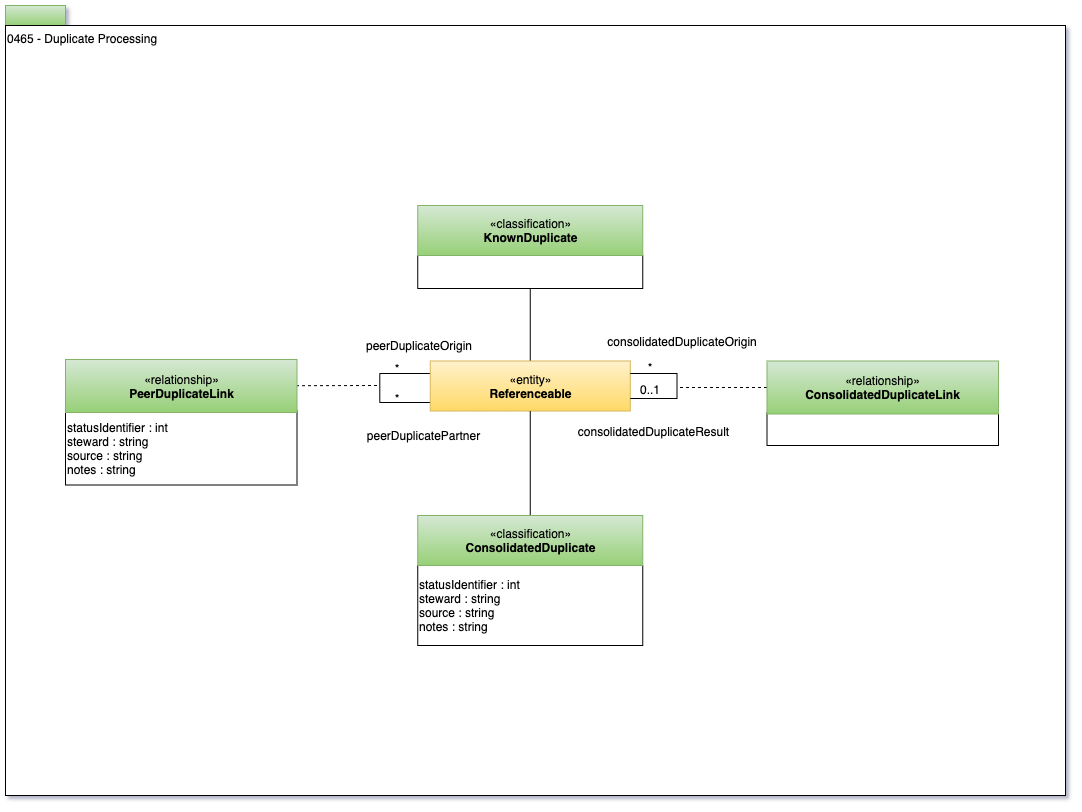 0465 - Duplicate Processing
«classification»
KnownDuplicate
peerDuplicateOrigin
consolidatedDuplicateOrigin
*
*
«relationship»
PeerDuplicateLink
«entity»
Referenceable
0..1
«relationship»
ConsolidatedDuplicateLink
*
statusIdentifier : int
steward : string
source : string
notes : string
peerDuplicatePartner
consolidatedDuplicateResult
«classification»
ConsolidatedDuplicate
statusIdentifier : int
steward : string
source : string
notes : string